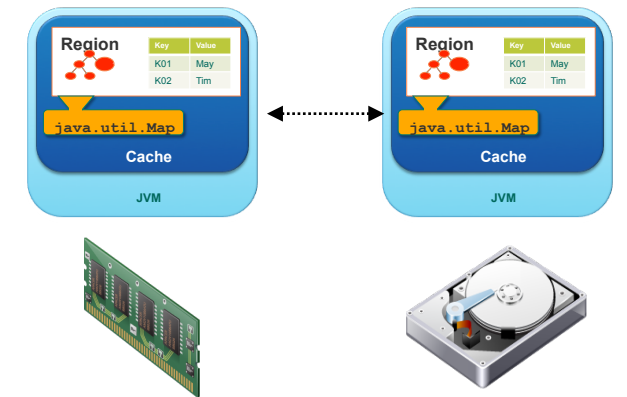 Region
Key Value
K01 May
K02 Tim
java.util.Map
Cache
JVM
Region
Key Value
K01 May
K02 Tim
java.util.Map
Cache
JVM